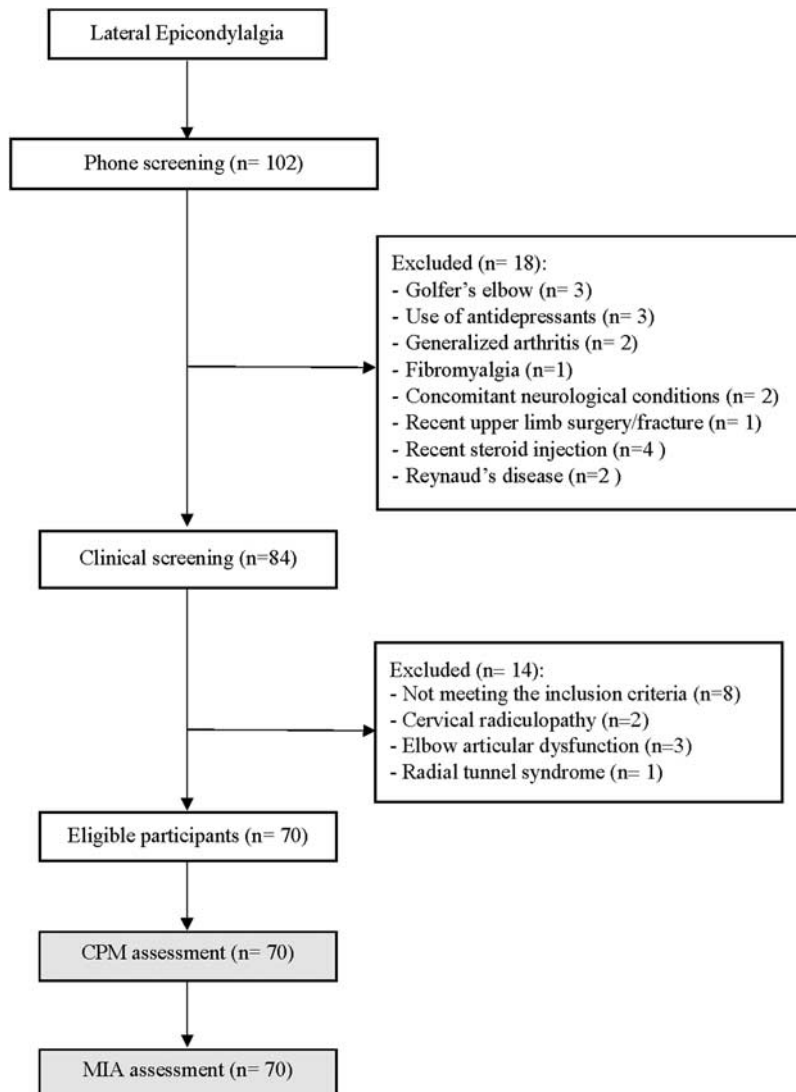 Lateral Epicondylalgia
Phone screening (n= 102)
Excluded (n= 18):
- Golfer's elbow (n= 3)
- Use of antidepressants (n= 3)
- Generalized arthritis (n= 2)
- Fibromyalgia (n=1)
- Concomitant neurological conditions (n= 2)
- Recent upper limb surgery/fracture (n= 1)
- Recent steroid injection (n=4 )
- Reynaud's disease (n=2 )
Clinical screening (n=84)
Excluded (n= 14):
- Not meeting the inclusion criteria (n=8)
- Cervical radiculopathy (n=2)
- Elbow articular dysfunction (n=3)
- Radial tunnel syndrome (n= 1)
Eligible participants (n= 70)
CPM assessment (n= 70)
MIA assessment (n= 70)